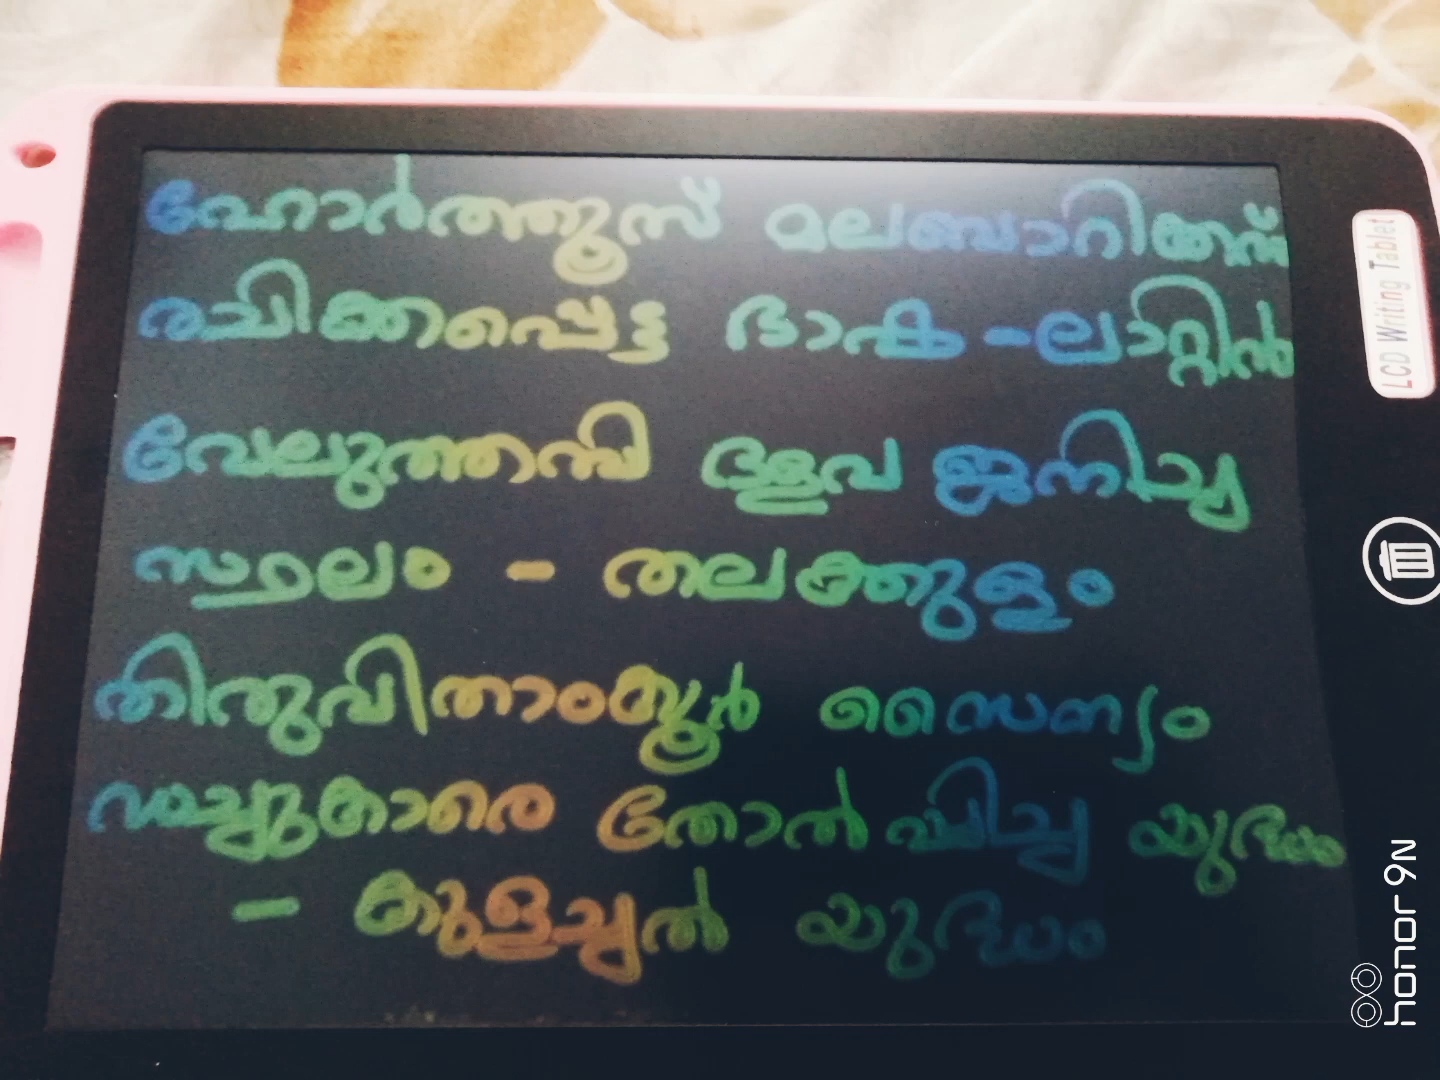 ഹോർത്തൂസ് മലബാറിക്കസ്
രചിക്കപ്പെട്ട ഭാഷ - ലാറ്റിൻ
വേലുത്തമ്പി ദളവ ജനിച്ച
സ്ഥലം - തലക്കുളം
തിരുവിതാംകൂർ സൈന്യം
ഡച്ചുകാരെ തോൽപ്പിച്ച യുദ്ധം
- കുളച്ചൽ യുദ്ധം
LCD Writing Tablet
honor 9N